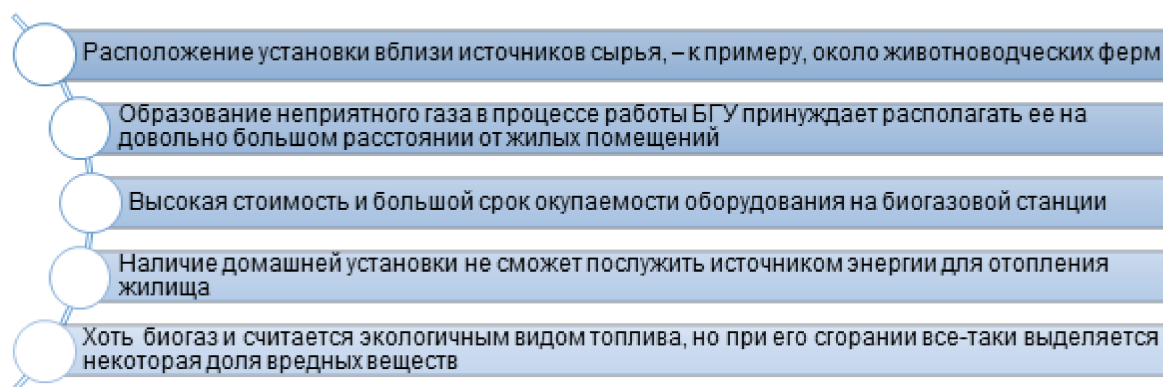 Расположение установки вблизи источников сырья, – к примеру, около животноводческих ферм
Образование неприятного газа в процессе работы БГУ принуждает располагать ее на
довольно большом расстоянии от жилых помещений
Высокая стоимость и большой срок окупаемости оборудования на биогазовой станции
Наличие домашней установки не сможет послужить источником энергии для отопления
жилища
Хоть биогаз и считается экологичным видом топлива, но при его сгорании все-таки выделяется
некоторая доля вредных веществ